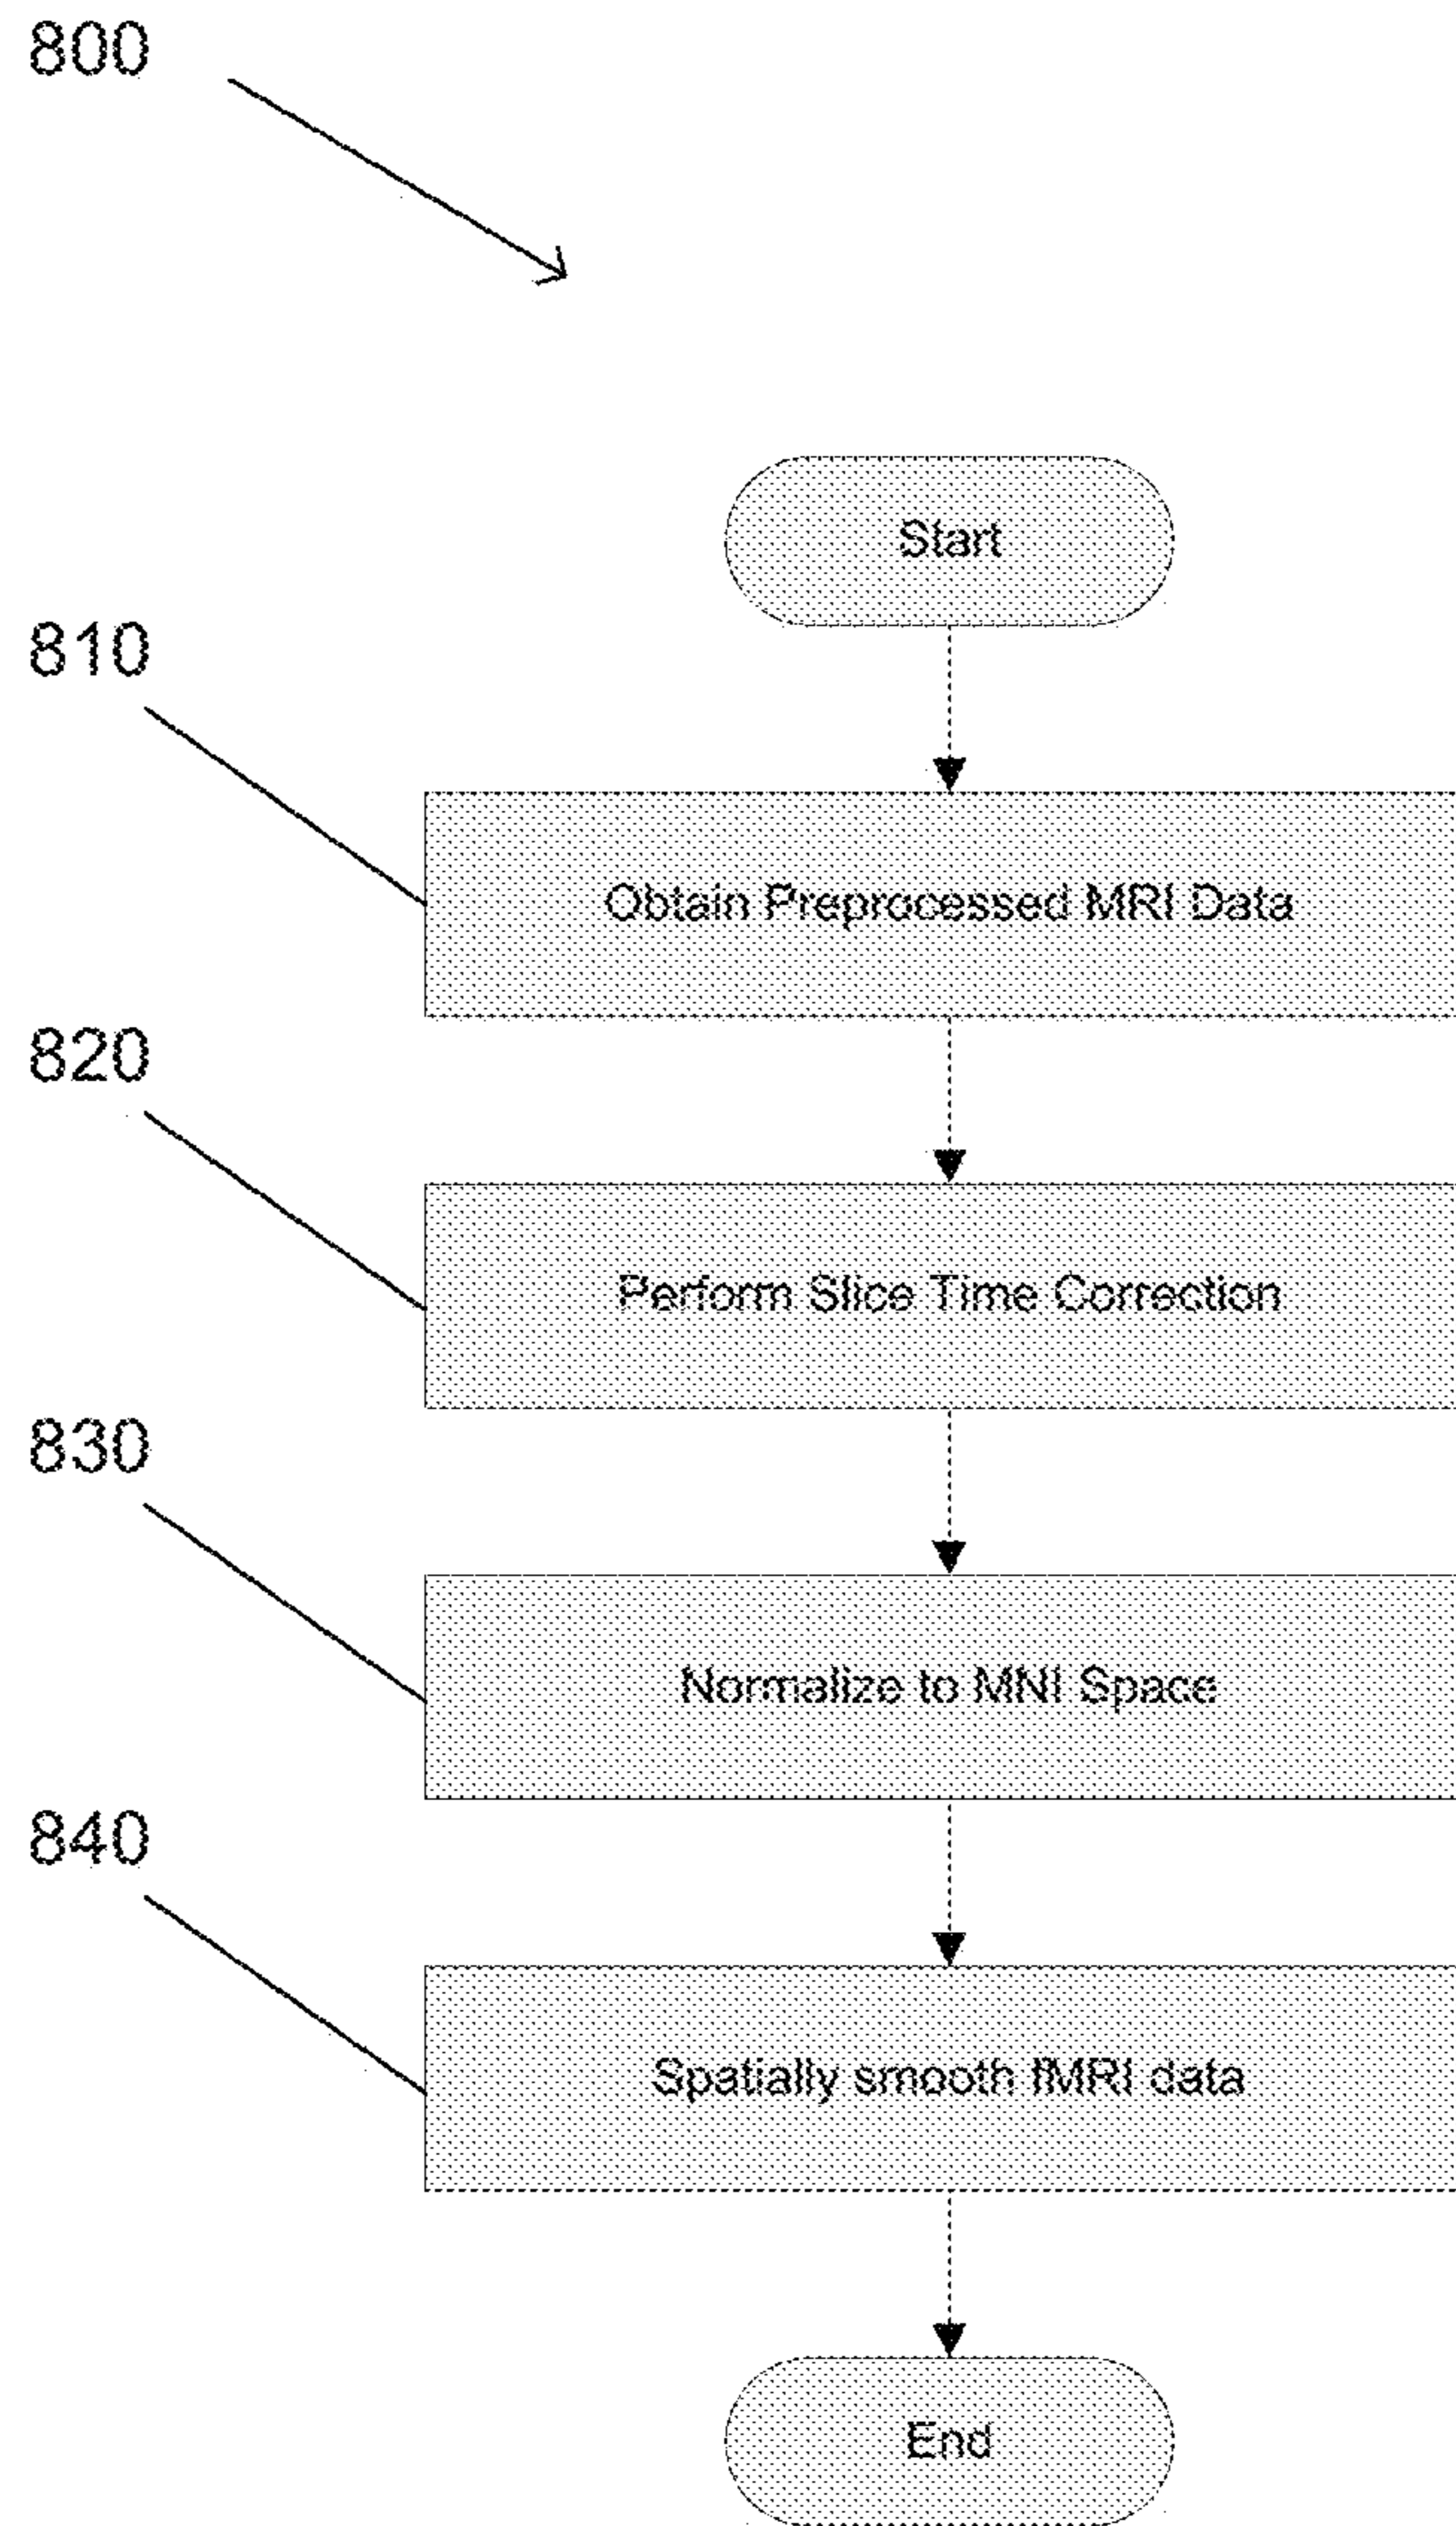 800
Start
810
Obtain Preprocessed MRI Data
820
Perform Slice Time Correction
830
Normalize to MNI Space
840
Spatially smooth fMRI data
End